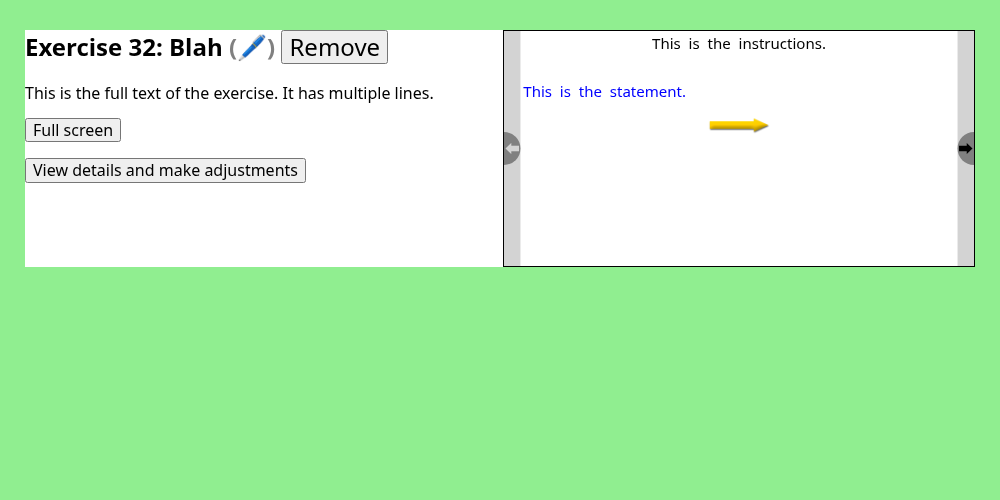 Exercise 32: Blah (🖊️) Remove
This is the full text of the exercise. It has multiple lines.
Full screen
View details and make adjustments
This is the instructions.
This is the statement.